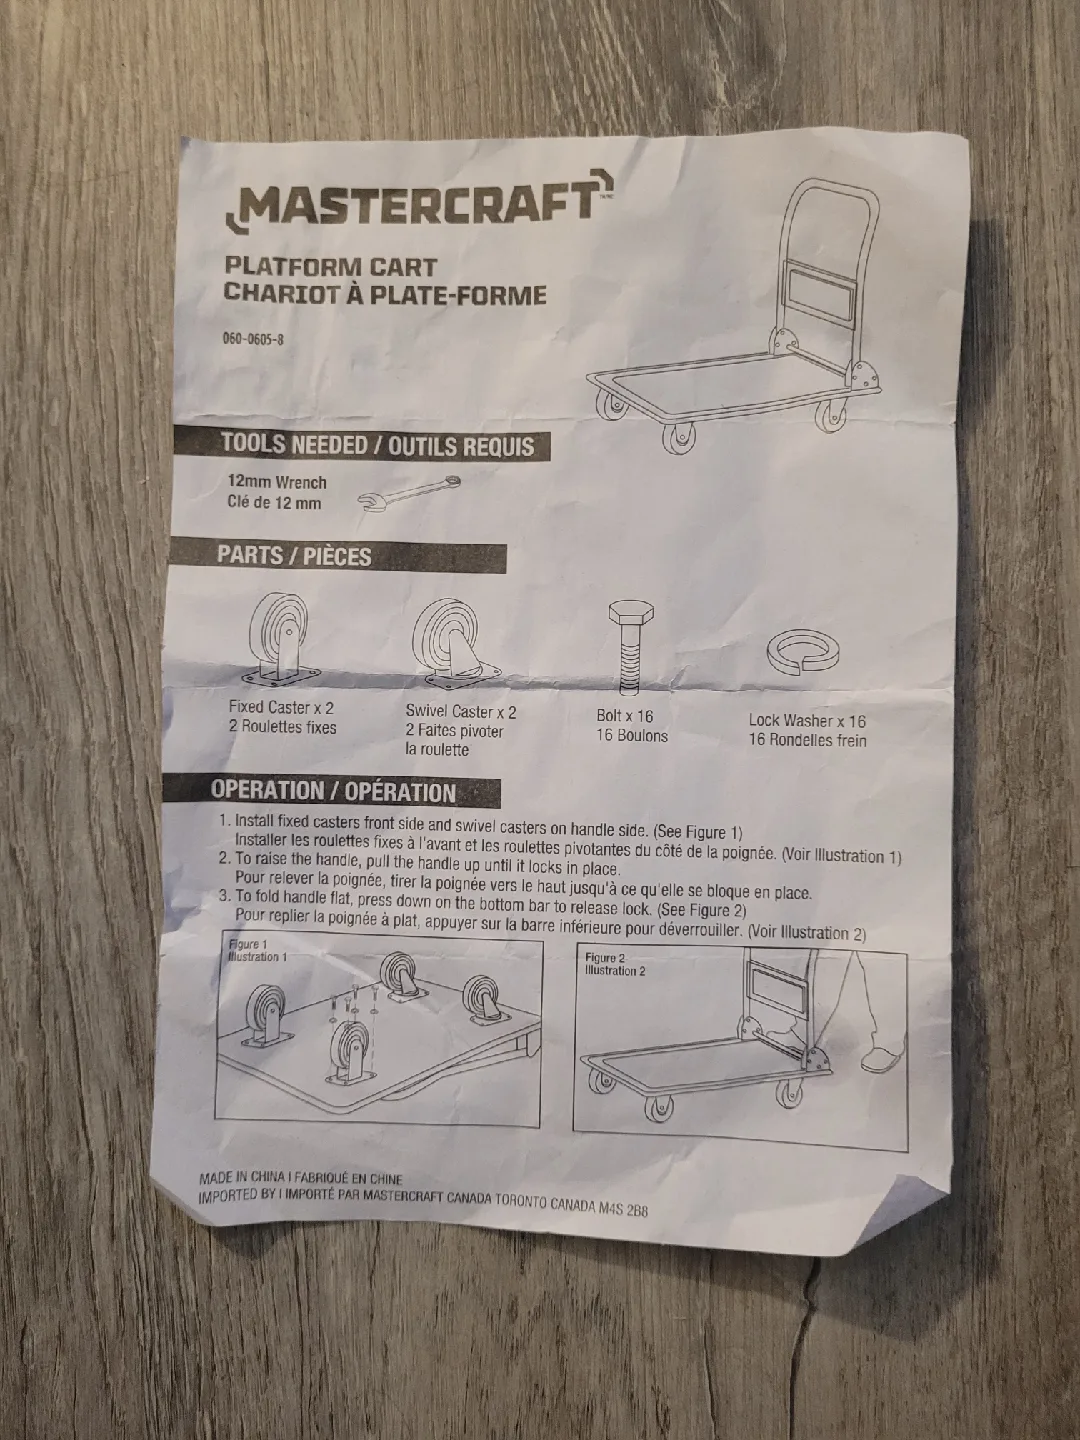 MASTERCRAFT
PLATFORM CART
CHARIOT À PLATE-FORME
060-0605-8
TOOLS NEEDED / OUTILS REQUIS
12mm Wrench
Clé de 12 mm
PARTS / PIÈCES
Fixed Caster x 2
2 Roulettes fixes
Swivel Caster x 2
2 Faites pivoter
la roulette
Bolt x 16
16 Boulons
Lock Washer x 16
16 Rondelles frein
OPERATION / OPÉRATION
1. Install fixed casters front side and swivel casters on handle side. (See Figure 1)
Installer les roulettes fixes à l'avant et les roulettes pivotantes du côté de la poignée. (Voir Illustration 1)
2. To raise the handle, pull the handle up until it locks in place.
Pour relever la poignée, tirer la poignée vers le haut jusqu'à ce qu'elle se bloque en place.
3. To fold handle flat, press down on the bottom bar to release lock. (See Figure 2)
Pour replier la poignée à plat, appuyer sur la barre inférieure pour déverrouiller. (Voir Illustration 2)
Figure 1
Illustration 1
Figure 2
Illustration 2
MADE IN CHINA I FABRIQUÉ EN CHINE
IMPORTED BY I IMPORTÉ PAR MASTERCRAFT CANADA TORONTO CANADA M4S 2B8